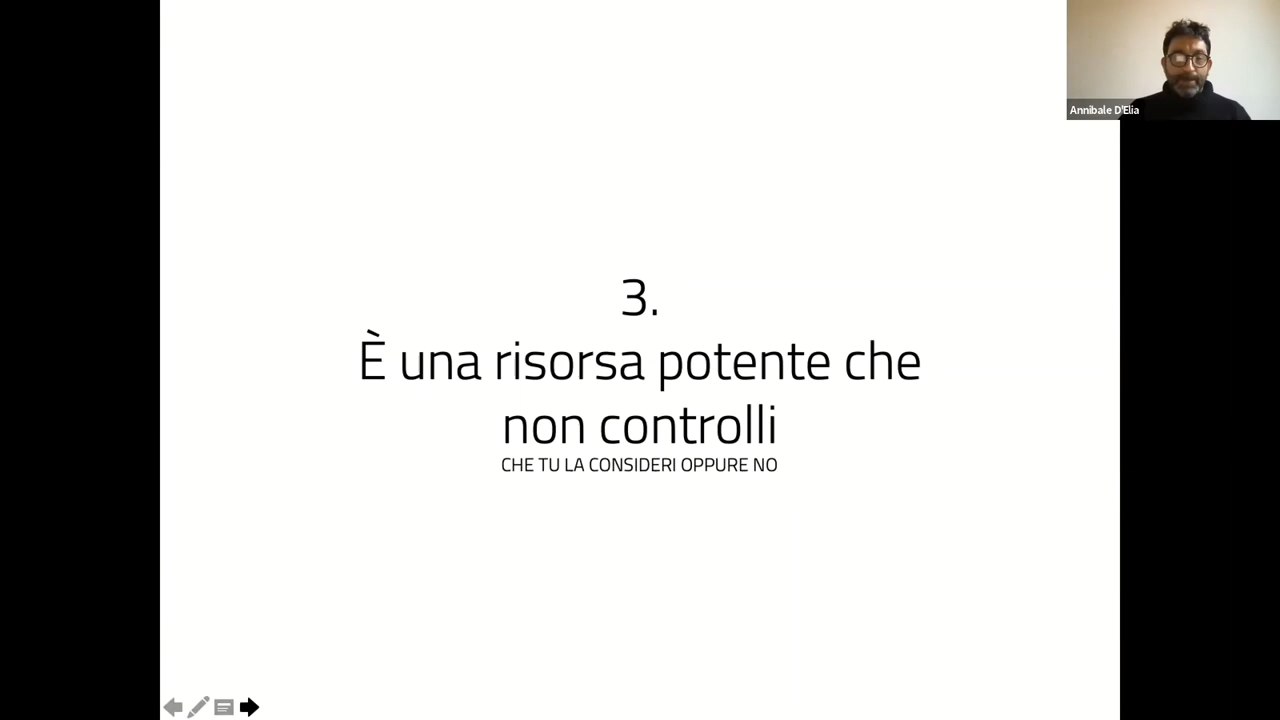 Annibale D'Elia
3.
È una risorsa potente che
non controlli
CHE TU LA CONSIDERI OPPURE NO